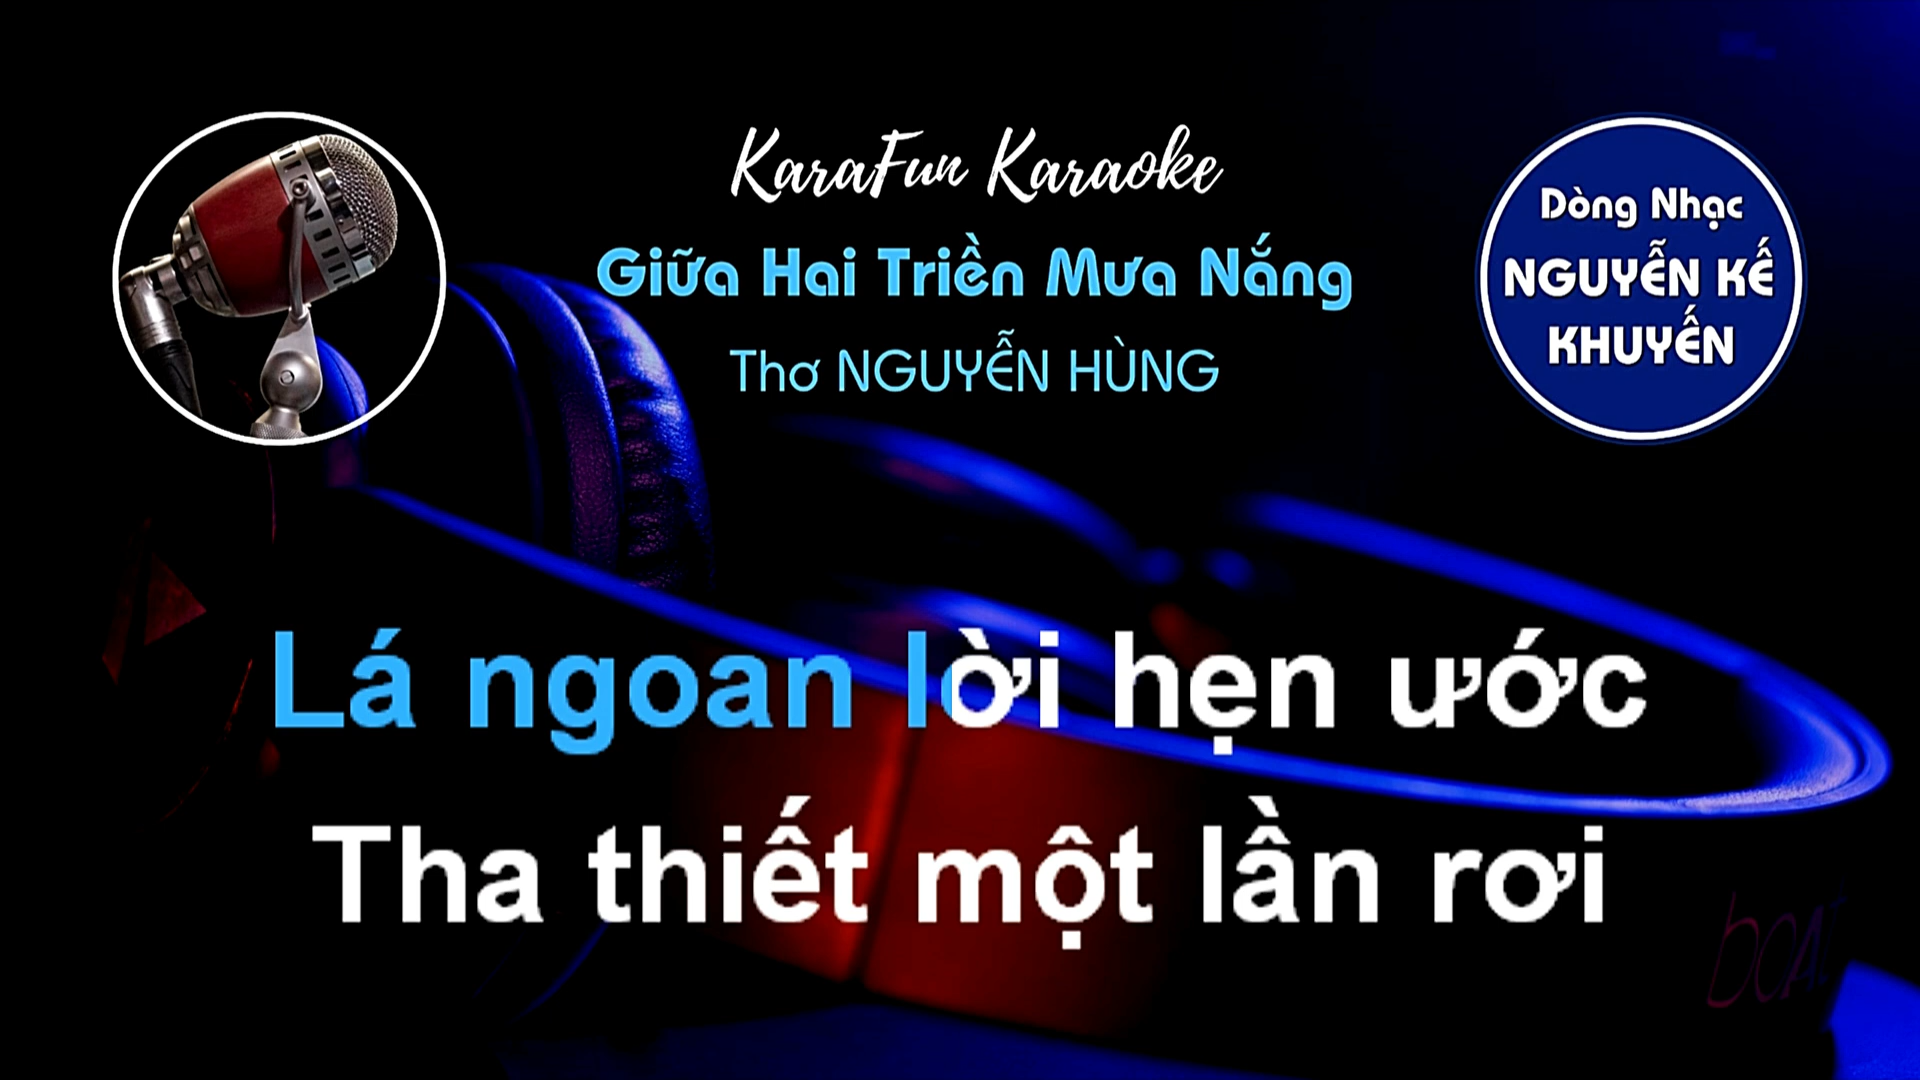 KaraFun Karaoke
Giữa Hai Triền Mưa Nắng
Thơ NGUYỄN HÙNG
Dòng Nhạc
NGUYỄN KẾ
KHUYẾN
Lá ngoan lời hẹn ước
Tha thiết một lần rơi